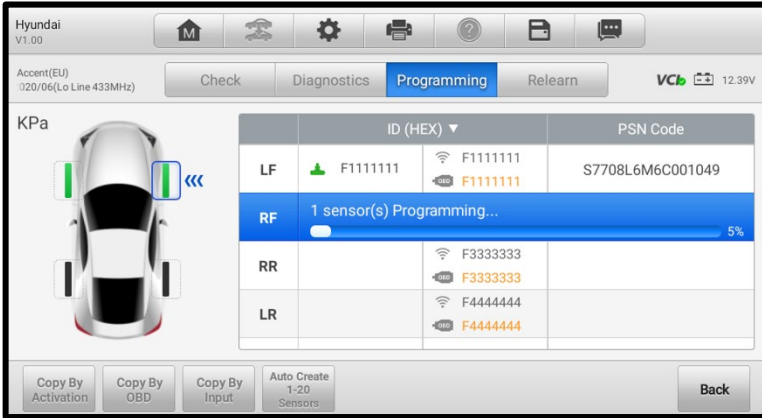 Hyundai
V1.00
M
?
Accent(EU)
020/06(Lo Line 433MHz)
Check
Diagnostics
Programming
Relearn
VCI
12.39V
KPa
ID (HEX) ▼
PSN Code
LF
F1111111
F1111111
OBD
F1111111
S7708L6M6C001049
RF
1 sensor(s) Programming...
5%
RR
F3333333
OBD
F3333333
LR
F4444444
OBD
F4444444
Copy By
Activation
Copy By
OBD
Copy By
Input
Auto Create
1-20
Sensors
Back